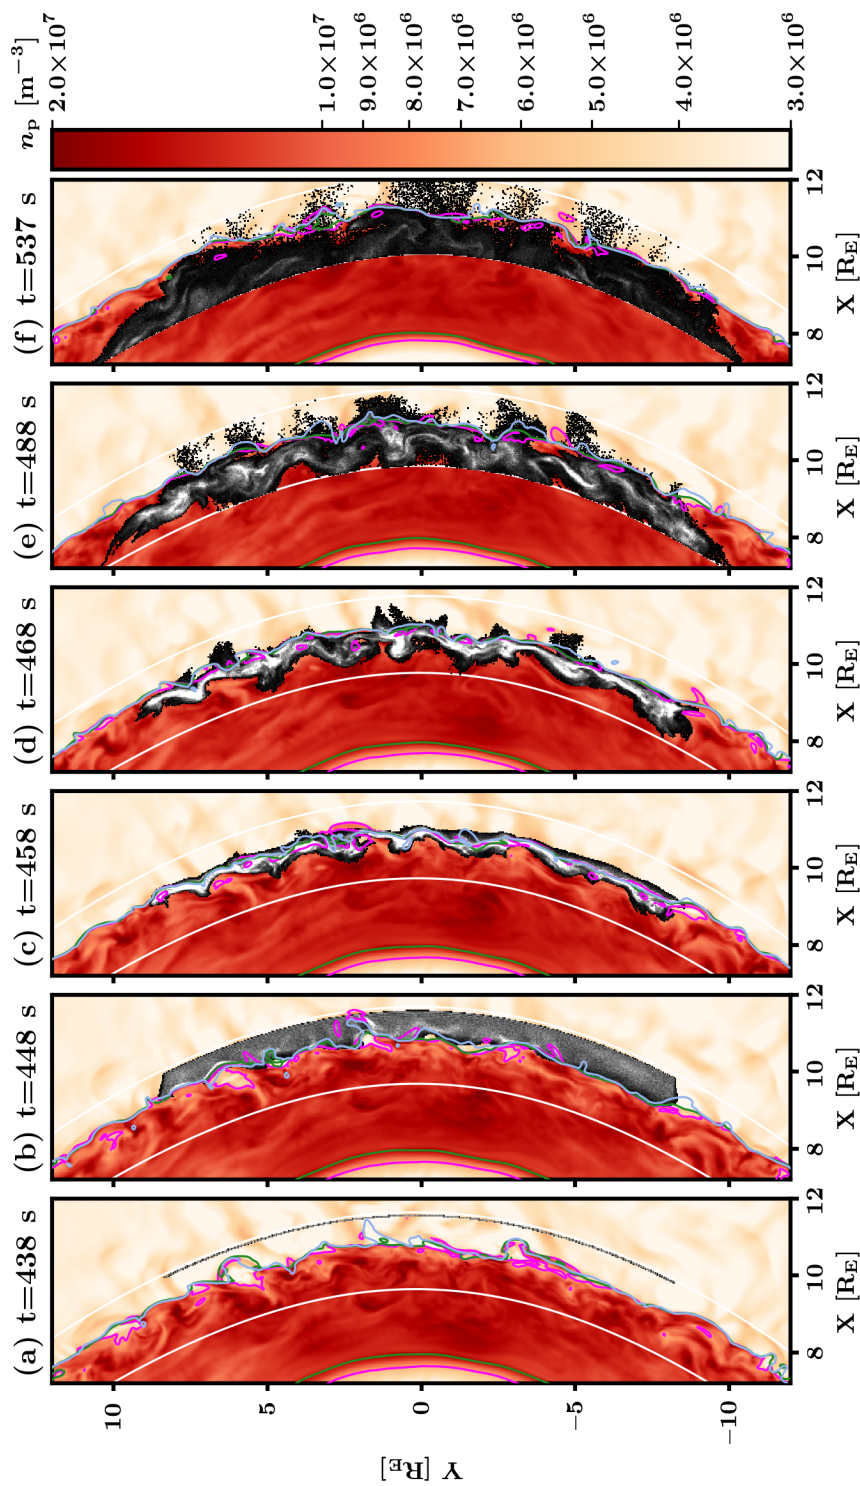 (a) t=438 s
(b) t=448 s
(c) t=458 s
(d) t=468 s
(e) t=488 s
(f) t=537 s
n_p [m^−3]
2.0×10^7
1.0×10^7
9.0×10^6
8.0×10^6
7.0×10^6
6.0×10^6
5.0×10^6
4.0×10^6
3.0×10^6
Y [R_E]
10
5
0
−5
−10
8 10 12
X [R_E]
8 10 12
X [R_E]
8 10 12
X [R_E]
8 10 12
X [R_E]
8 10 12
X [R_E]
8 10 12
X [R_E]